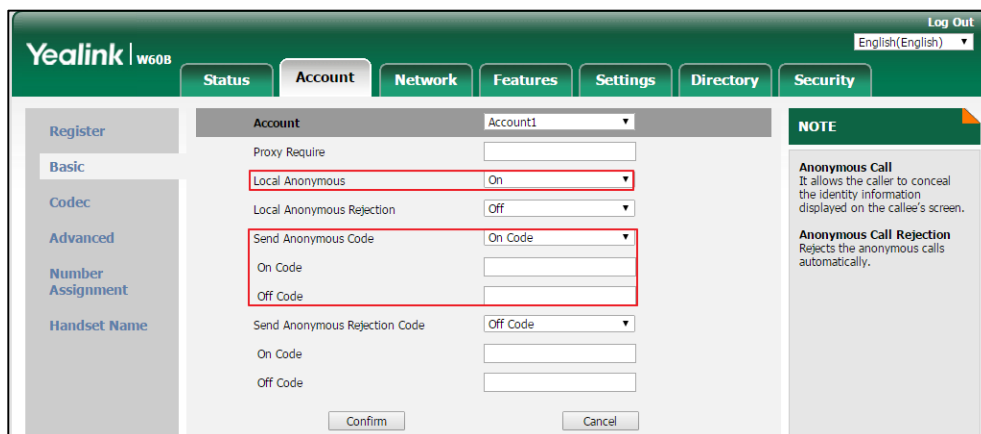 Log Out
Yealink | W60B
English(English)
Status Account Network Features Settings Directory Security
Register
Basic
Codec
Advanced
Number
Assignment
Handset Name
Account Account1
Proxy Require
Local Anonymous On
Local Anonymous Rejection Off
Send Anonymous Code On Code
On Code
Off Code
Send Anonymous Rejection Code Off Code
On Code
Off Code
Confirm Cancel
NOTE
Anonymous Call
It allows the caller to conceal
the identity information
displayed on the callee's screen.
Anonymous Call Rejection
Rejects the anonymous calls
automatically.